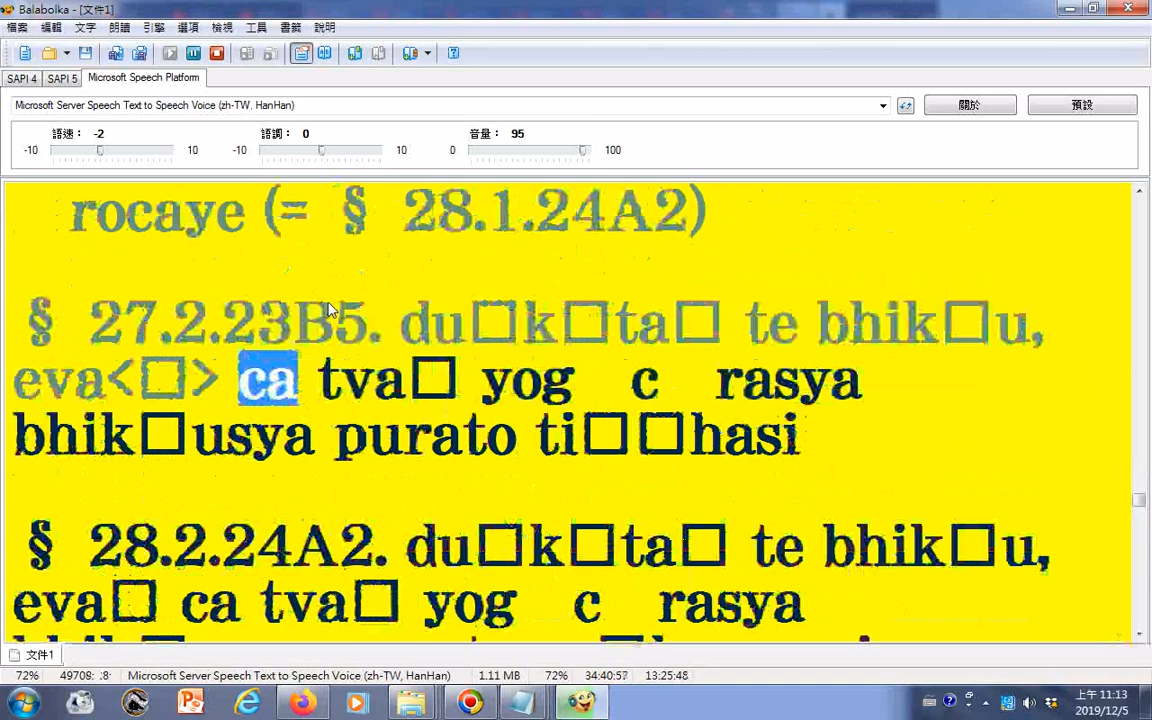 Balabolka - [文件1]
檔案 編輯 文字 朗讀 引擎 選項 檢視 工具 書籤 說明
SAPI 4 SAPI 5 Microsoft Speech Platform
Microsoft Server Speech Text to Speech Voice (zh-TW, HanHan) 關於 預設
語速： -2 語調： 0 音量： 95
-10 10 -10 10 0 100
rocaye (= § 28.1.24A2)
§ 27.2.23B5. du□k□ta□ te bhik□u,
eva<□> ca tva□ yog c rasya
bhik□usya purato ti□□hasi
§ 28.2.24A2. du□k□ta□ te bhik□u,
eva□ ca tva□ yog c rasya
文件1
72% 49708: :8· Microsoft Server Speech Text to Speech Voice (zh-TW, HanHan) 1.11 MB 72% 34:40:57 13:25:48
上午 11:13
2019/12/5